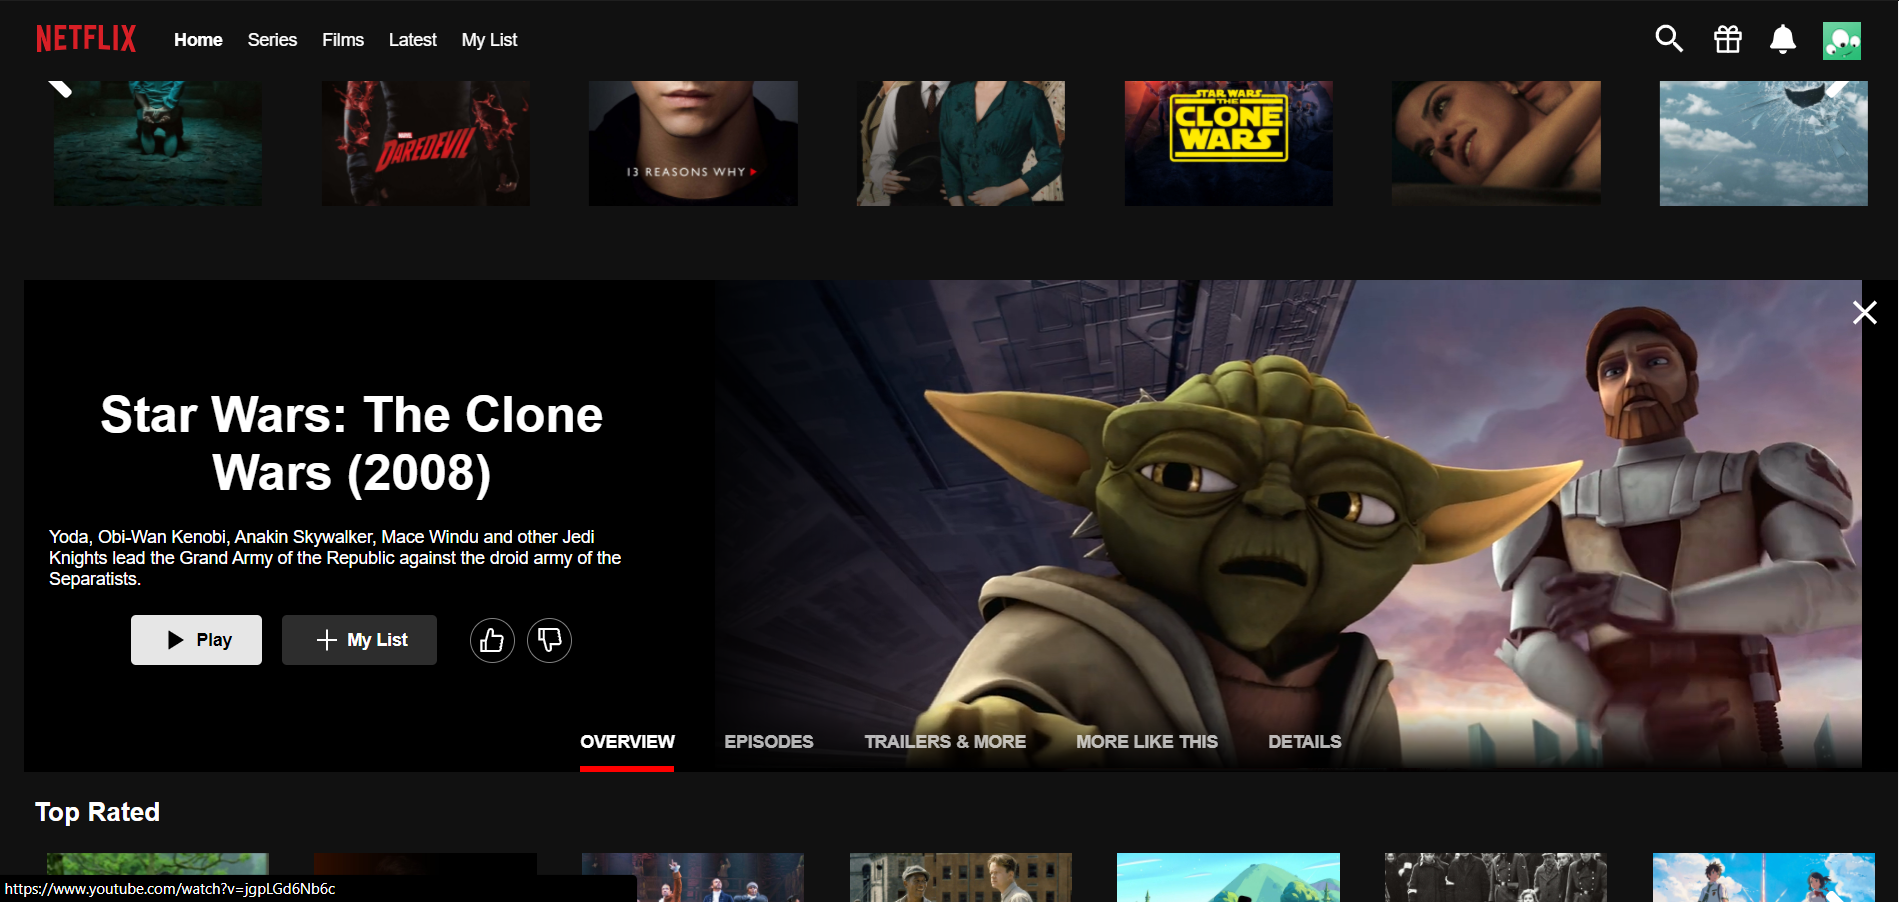 NETFLIX
Home Series Films Latest My List
MARVEL
DAREDEVIL
13 REASONS WHY
STAR WARS
THE
CLONE
WARS
Star Wars: The Clone
Wars (2008)
Yoda, Obi-Wan Kenobi, Anakin Skywalker, Mace Windu and other Jedi
Knights lead the Grand Army of the Republic against the droid army of the
Separatists.
Play My List
OVERVIEW EPISODES TRAILERS & MORE MORE LIKE THIS DETAILS
Top Rated
https://www.youtube.com/watch?v=jgpLGd6Nb6c